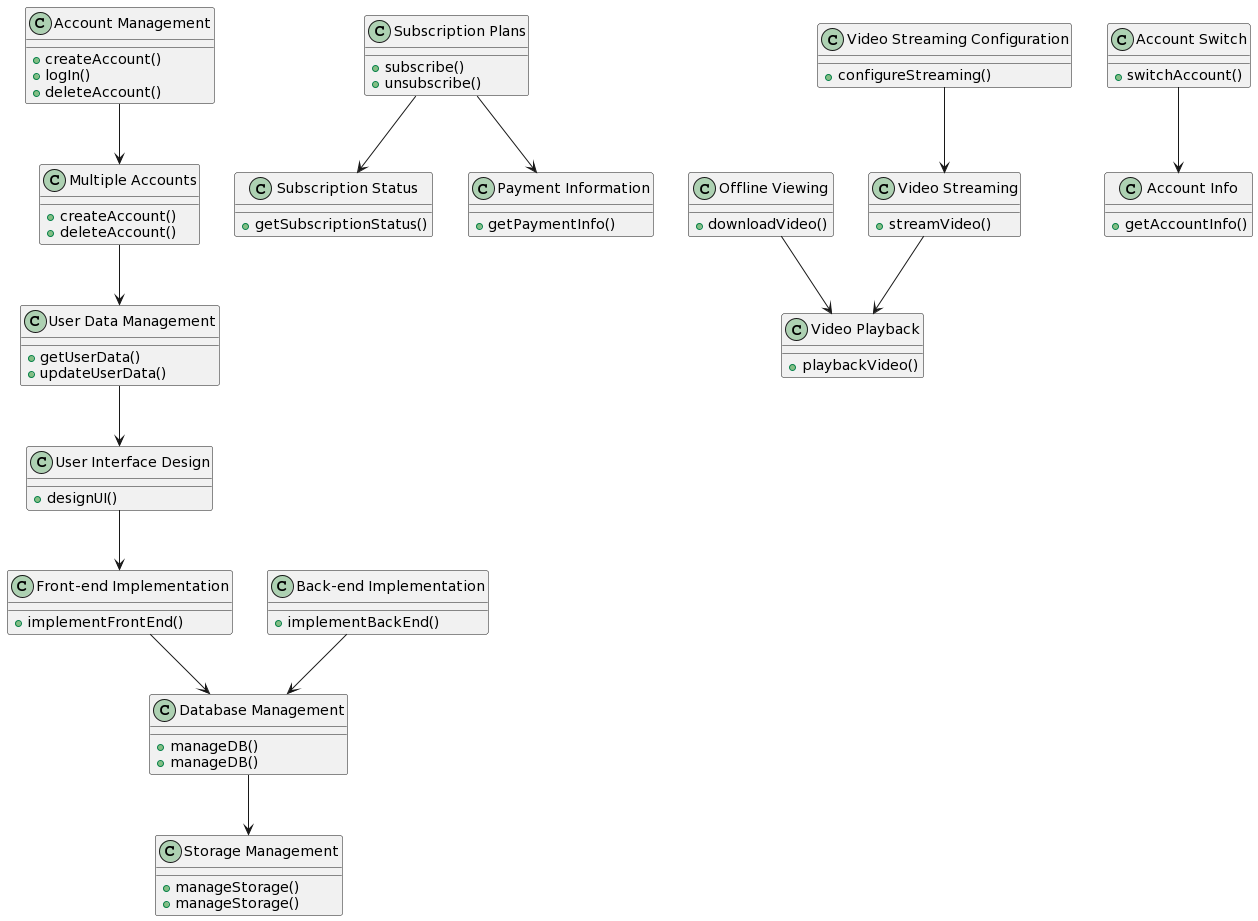 C Account Management
createAccount()
logIn()
deleteAccount()
C Subscription Plans
subscribe()
unsubscribe()
C Video Streaming Configuration
configureStreaming()
C Account Switch
switchAccount()
C Multiple Accounts
createAccount()
deleteAccount()
C Subscription Status
getSubscriptionStatus()
C Payment Information
getPaymentInfo()
C Offline Viewing
downloadVideo()
C Video Streaming
streamVideo()
C Account Info
getAccountInfo()
C User Data Management
getUserData()
updateUserData()
C Video Playback
playbackVideo()
C User Interface Design
designUI()
C Front-end Implementation
implementFrontEnd()
C Back-end Implementation
implementBackEnd()
C Database Management
manageDB()
manageDB()
C Storage Management
manageStorage()
manageStorage()